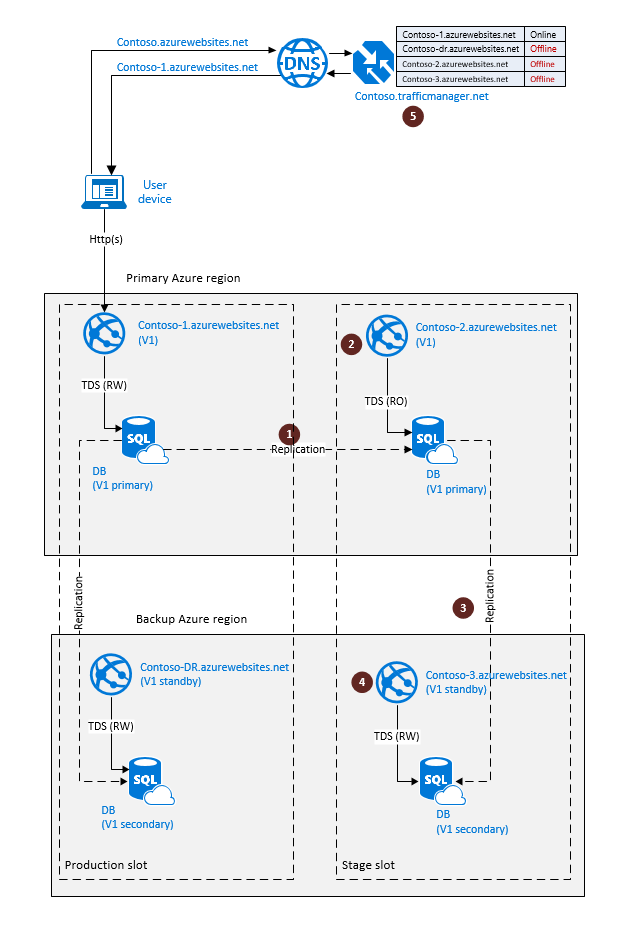 Contoso.azurewebsites.net
Contoso-1.azurewebsites.net
DNS
Contoso-1.azurewebsites.net Online
Contoso-dr.azurewebsites.net Offline
Contoso-2.azurewebsites.net Offline
Contoso-3.azurewebsites.net Offline
Contoso.trafficmanager.net
5
User
device
Http(s)
Primary Azure region
Contoso-1.azurewebsites.net
(V1)
2
Contoso-2.azurewebsites.net
(V1)
TDS (RW)
TDS (RO)
SQL
SQL
1
Replication
DB
(V1 primary)
DB
(V1 primary)
Replication
3
Replication
Backup Azure region
Contoso-DR.azurewebsites.net
(V1 standby)
4
Contoso-3.azurewebsites.net
(V1 standby)
TDS (RW)
TDS (RW)
SQL
SQL
DB
(V1 secondary)
DB
(V1 secondary)
Production slot
Stage slot